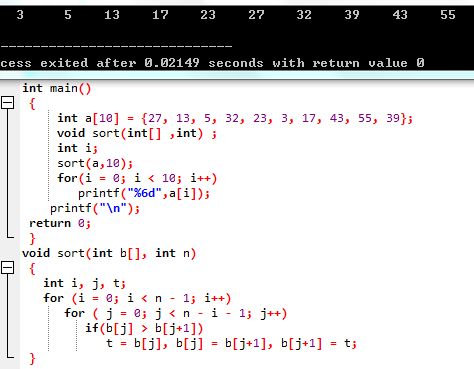 3 5 13 17 23 27 32 39 43 55
--------------------------------
cess exited after 0.02149 seconds with return value 0
int main()
{
int a[10] = {27, 13, 5, 32, 23, 3, 17, 43, 55, 39};
void sort(int[] ,int) ;
int i;
sort(a,10);
for(i = 0; i < 10; i++)
printf("%6d",a[i]);
printf("\n");
return 0;
}
void sort(int b[], int n)
{
int i, j, t;
for (i = 0; i < n - 1; i++)
for ( j = 0; j < n - i - 1; j++)
if(b[j] > b[j+1])
t = b[j], b[j] = b[j+1], b[j+1] = t;
}